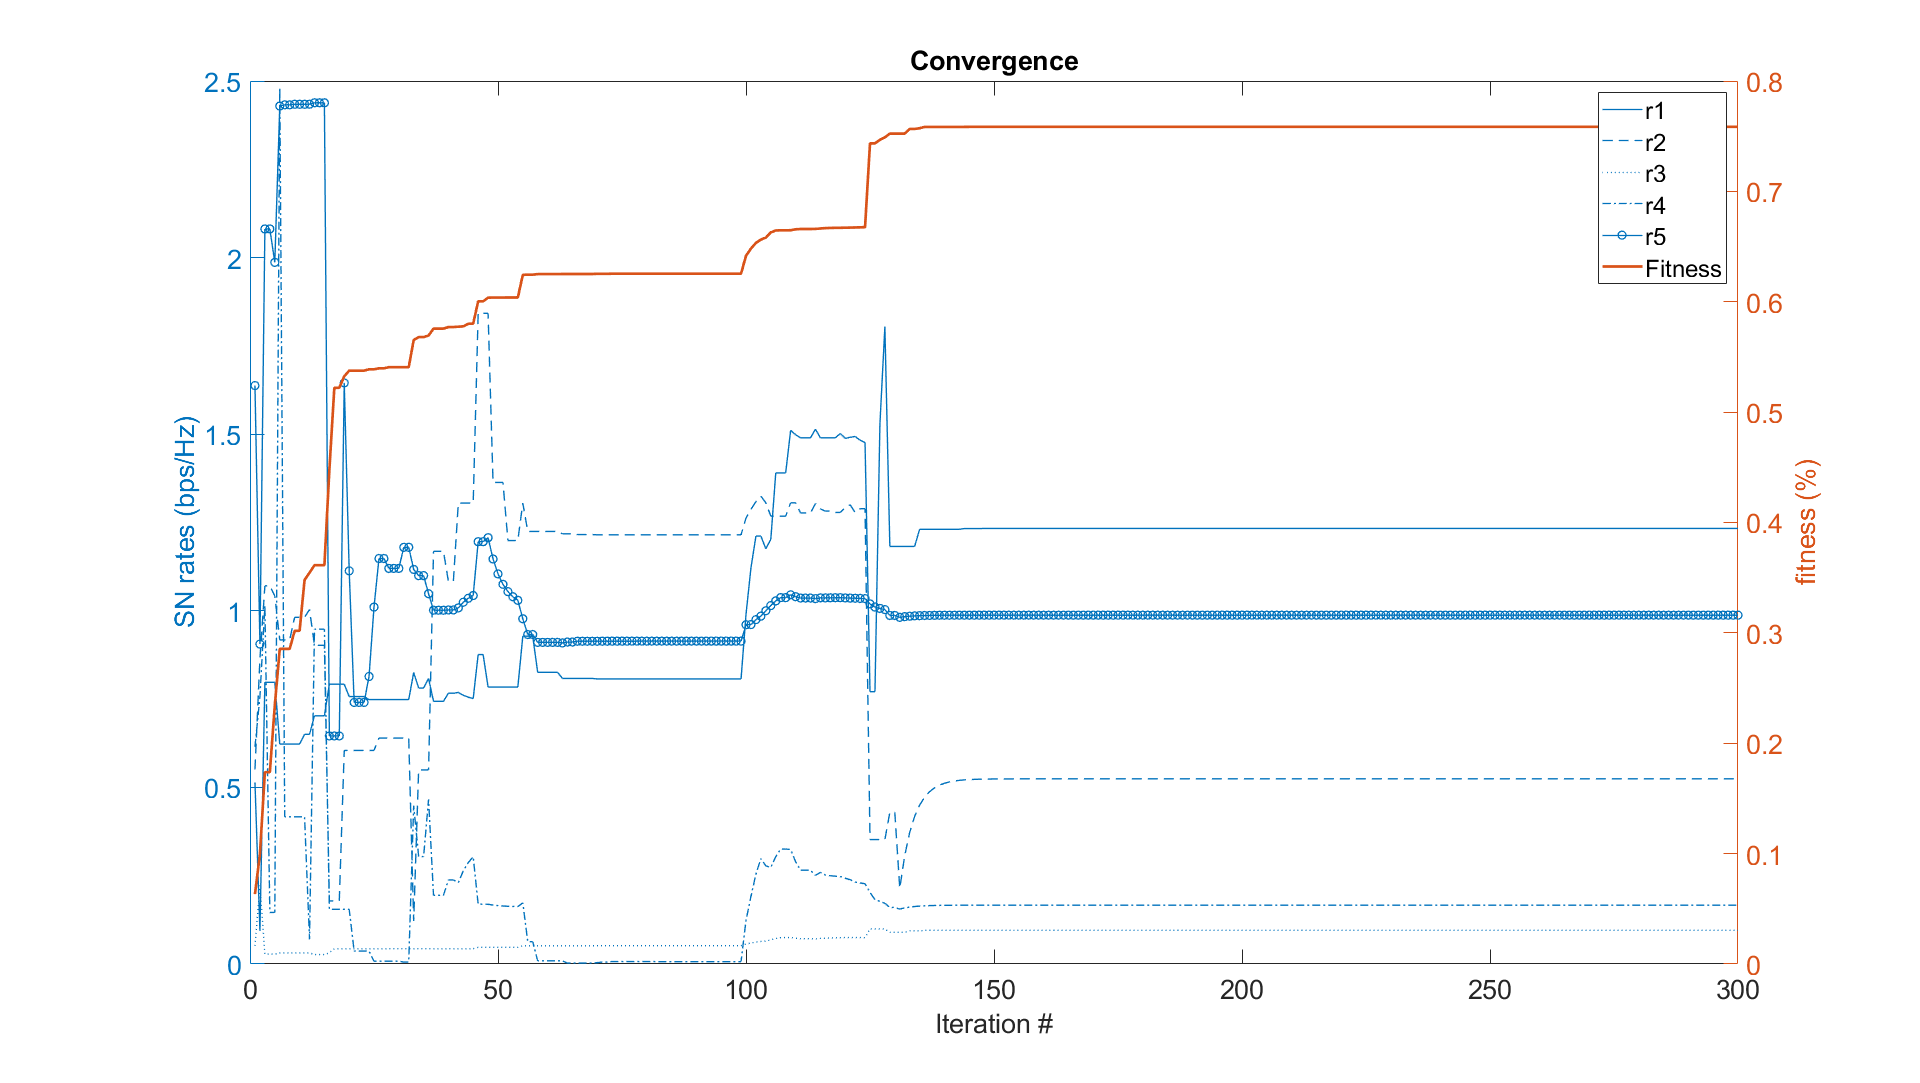 Convergence
2.5
2
1.5
1
0.5
0
SN rates (bps/Hz)
0.8
0.7
0.6
0.5
0.4
0.3
0.2
0.1
0
fitness (%)
r1
r2
r3
r4
r5
Fitness
0 50 100 150 200 250 300
Iteration #